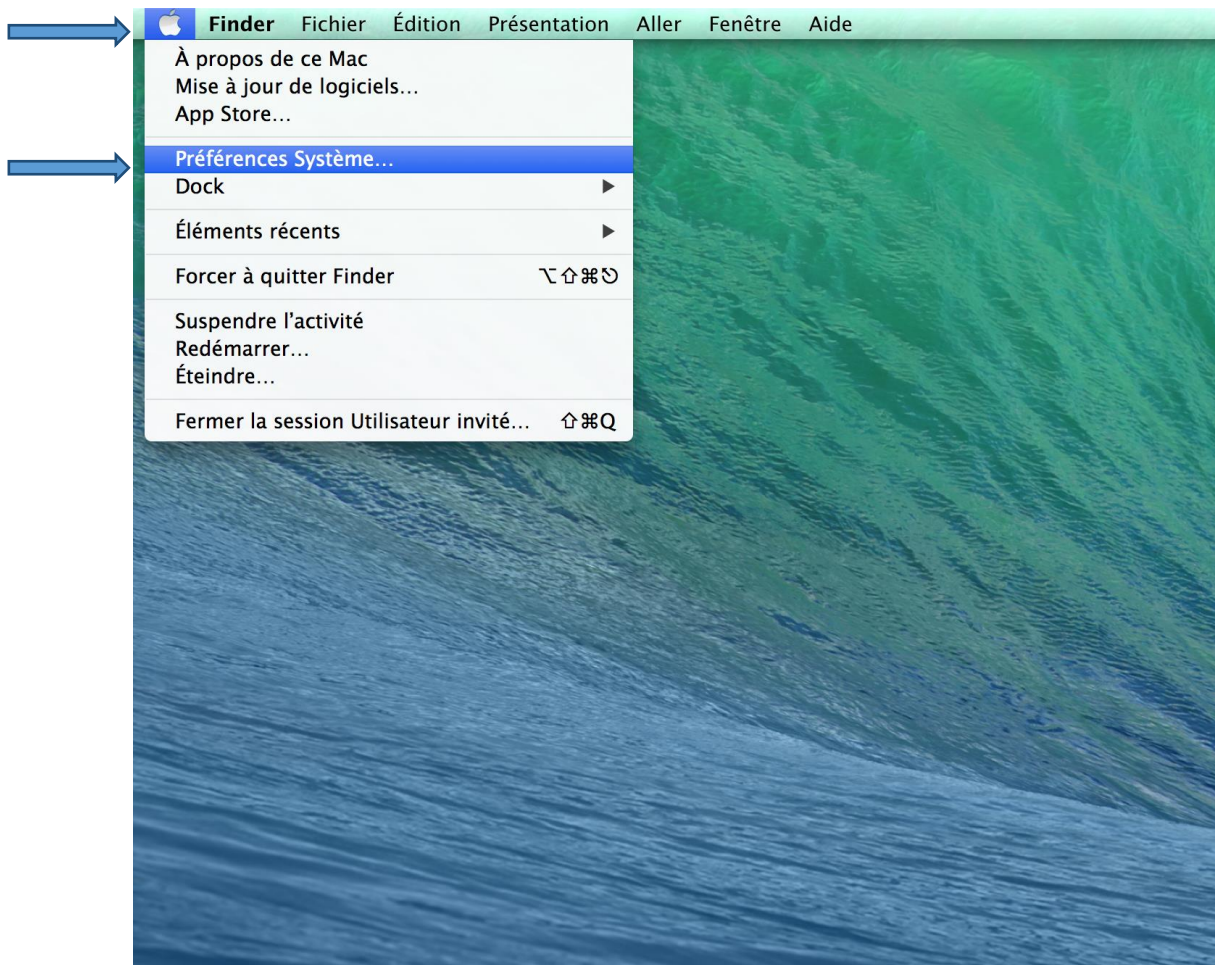 Finder Fichier Édition Présentation Aller Fenêtre Aide
À propos de ce Mac
Mise à jour de logiciels…
App Store…
Préférences Système…
Dock ▶
Éléments récents ▶
Forcer à quitter Finder ⌥⇧⌘⎋
Suspendre l’activité
Redémarrer…
Éteindre…
Fermer la session Utilisateur invité… ⇧⌘Q